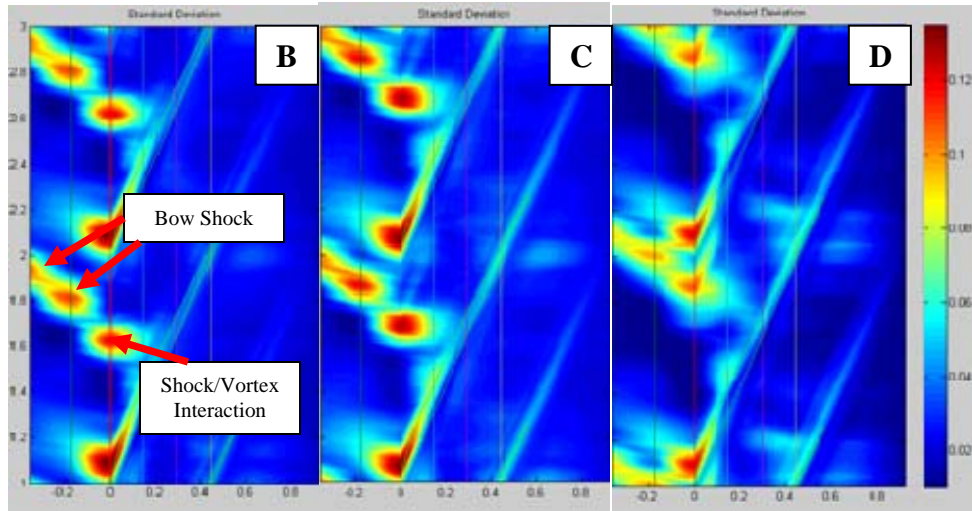 Standard Deviation
Standard Deviation
Standard Deviation
B
C
D
3
2.8
2.6
2.4
2.2
2
1.8
1.6
1.4
1.2
1
Bow Shock
Shock/Vortex
Interaction
-0.2 0 0.2 0.4 0.6 0.8
-0.2 0 0.2 0.4 0.6 0.8
-0.2 0 0.2 0.4 0.6 0.8
0.12
0.1
0.08
0.06
0.04
0.02